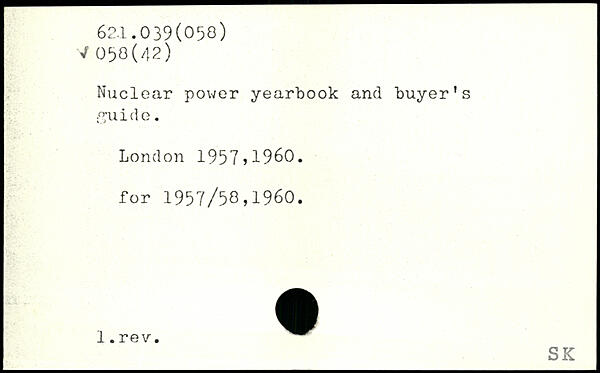 621.039(058)
✓ 058(42)
Nuclear power yearbook and buyer's
guide.
London 1957,1960.
for 1957/58,1960.
1.rev.
SK